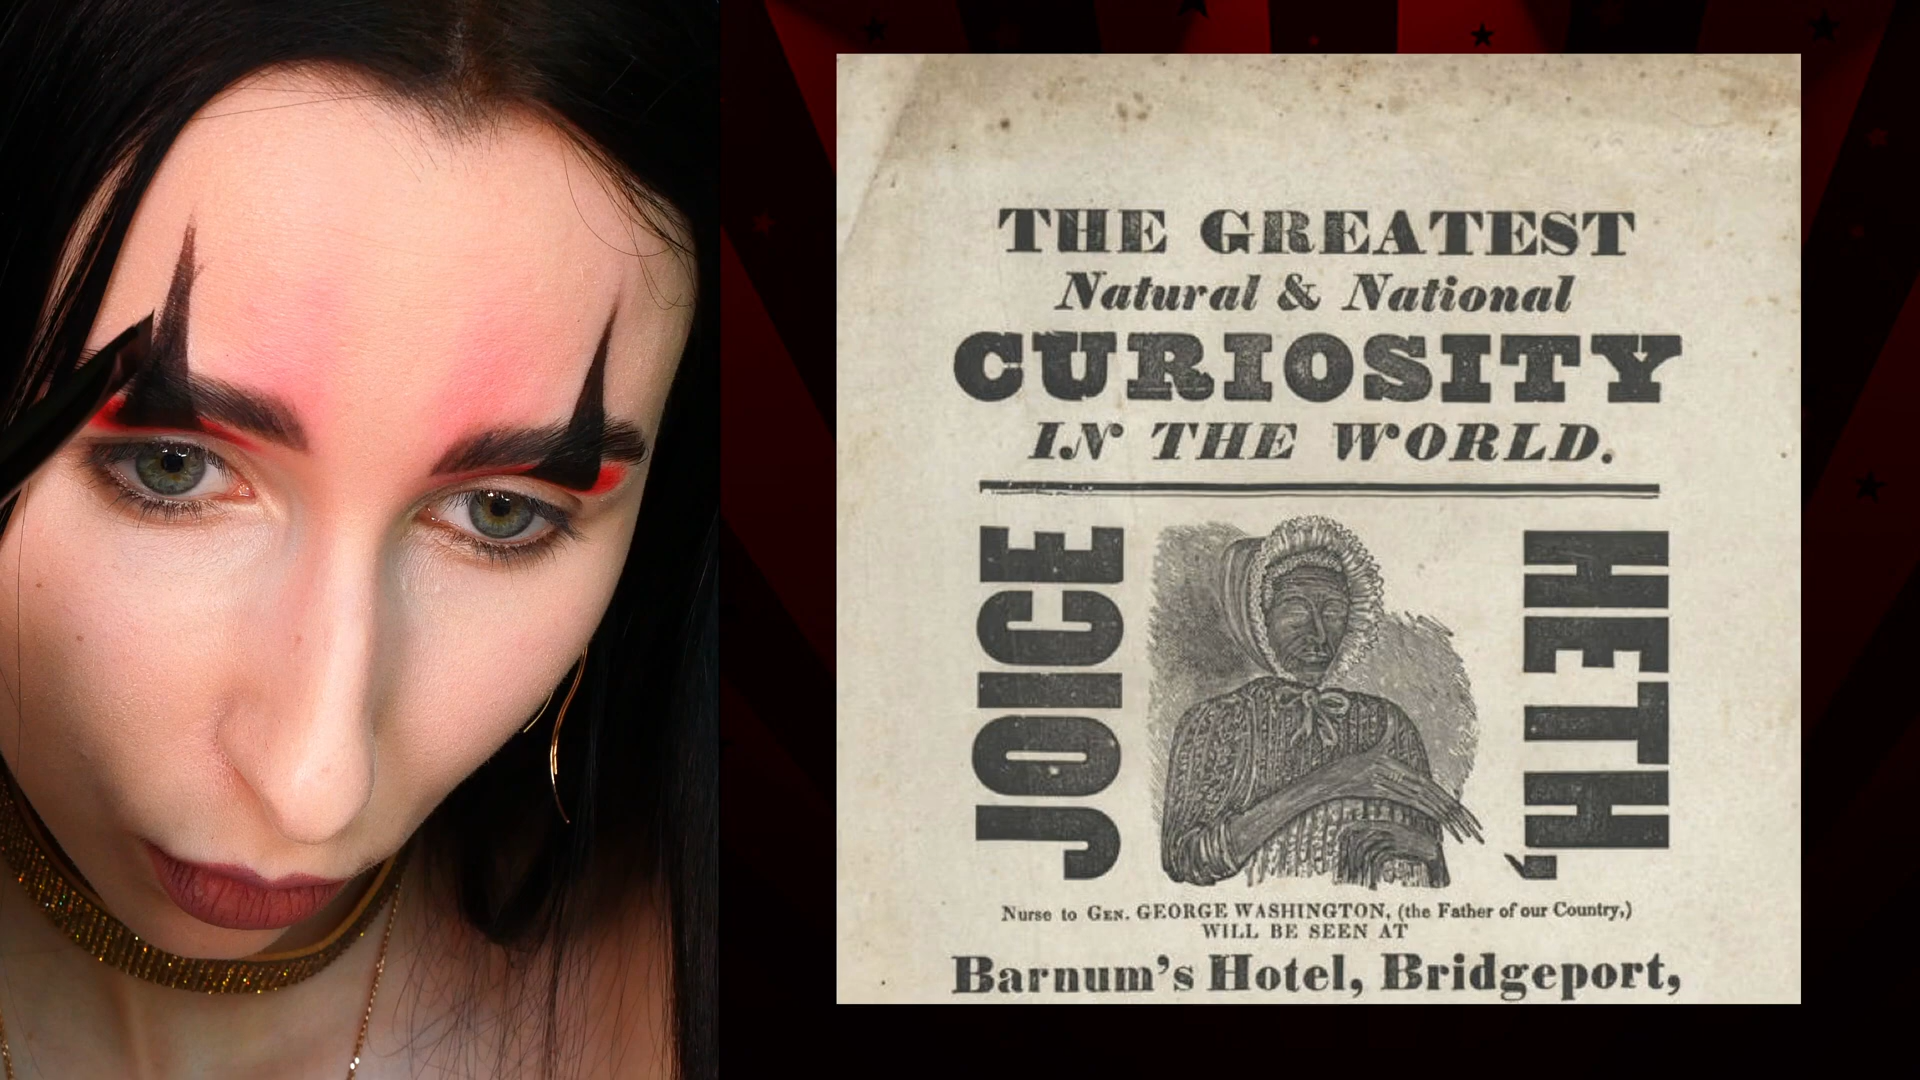 THE GREATEST
Natural & National
CURIOSITY
IN THE WORLD.
JOICE
HETH,
Nurse to GEN. GEORGE WASHINGTON, (the Father of our Country,)
WILL BE SEEN AT
Barnum's Hotel, Bridgeport,